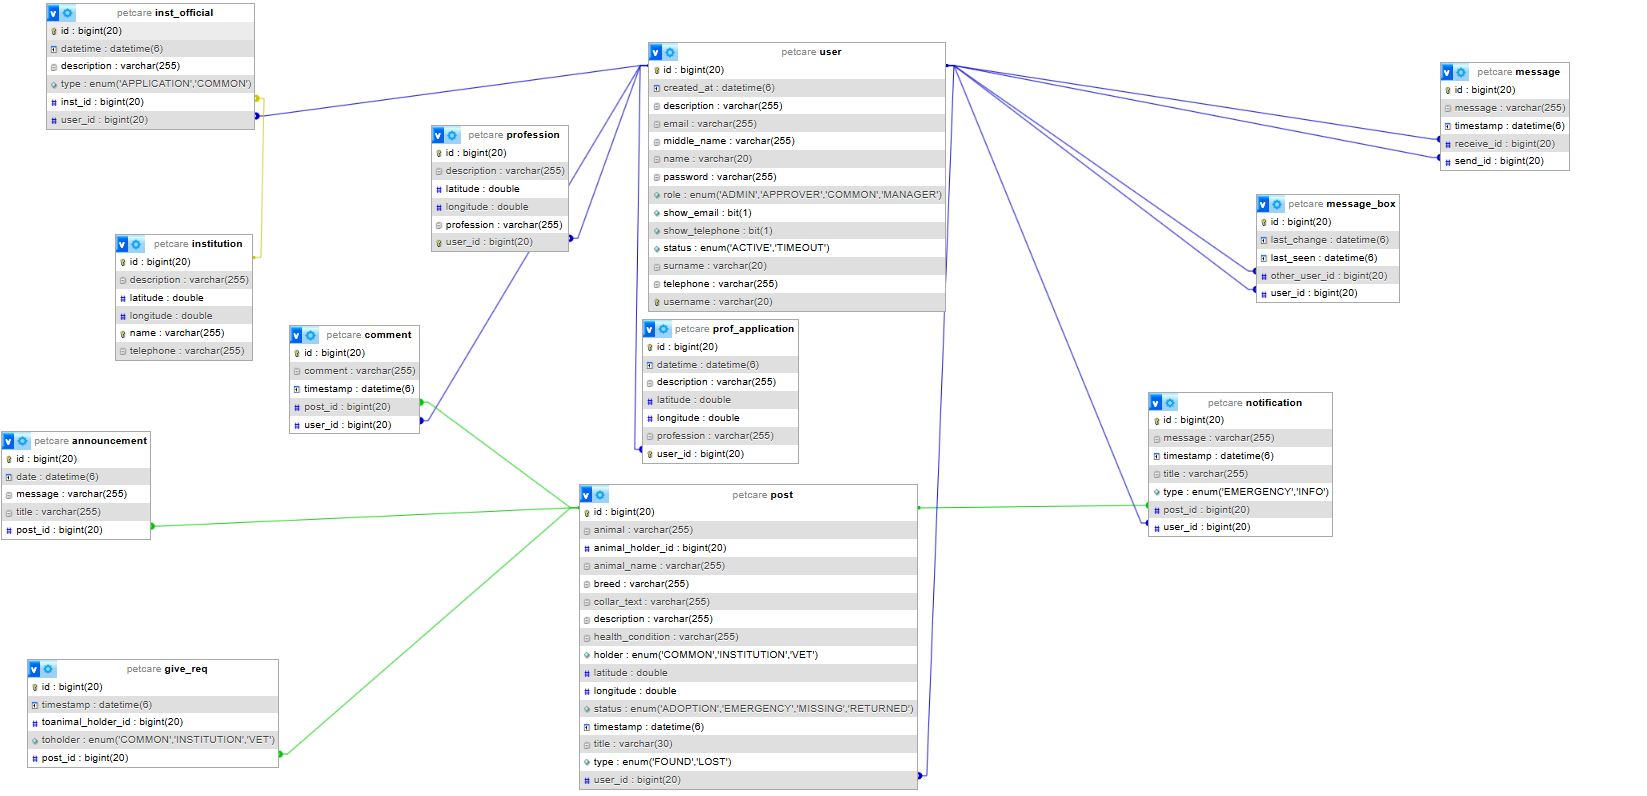 petcare inst_official
id : bigint(20)
datetime : datetime(6)
description : varchar(255)
type : enum('APPLICATION','COMMON')
inst_id : bigint(20)
user_id : bigint(20)
petcare user
id : bigint(20)
created_at : datetime(6)
description : varchar(255)
email : varchar(255)
middle_name : varchar(255)
name : varchar(20)
password : varchar(255)
role : enum('ADMIN','APPROVER','COMMON','MANAGER')
show_email : bit(1)
show_telephone : bit(1)
status : enum('ACTIVE','TIMEOUT')
surname : varchar(20)
telephone : varchar(255)
username : varchar(20)
petcare message
id : bigint(20)
message : varchar(255)
timestamp : datetime(6)
receive_id : bigint(20)
send_id : bigint(20)
petcare profession
id : bigint(20)
description : varchar(255)
latitude : double
longitude : double
profession : varchar(255)
user_id : bigint(20)
petcare message_box
id : bigint(20)
last_change : datetime(6)
last_seen : datetime(6)
other_user_id : bigint(20)
user_id : bigint(20)
petcare institution
id : bigint(20)
description : varchar(255)
latitude : double
longitude : double
name : varchar(255)
telephone : varchar(255)
petcare comment
id : bigint(20)
comment : varchar(255)
timestamp : datetime(6)
post_id : bigint(20)
user_id : bigint(20)
petcare prof_application
id : bigint(20)
datetime : datetime(6)
description : varchar(255)
latitude : double
longitude : double
profession : varchar(255)
user_id : bigint(20)
petcare notification
id : bigint(20)
message : varchar(255)
timestamp : datetime(6)
title : varchar(255)
type : enum('EMERGENCY','INFO')
post_id : bigint(20)
user_id : bigint(20)
petcare announcement
id : bigint(20)
date : datetime(6)
message : varchar(255)
title : varchar(255)
post_id : bigint(20)
petcare post
id : bigint(20)
animal : varchar(255)
animal_holder_id : bigint(20)
animal_name : varchar(255)
breed : varchar(255)
collar_text : varchar(255)
description : varchar(255)
health_condition : varchar(255)
holder : enum('COMMON','INSTITUTION','VET')
latitude : double
longitude : double
status : enum('ADOPTION','EMERGENCY','MISSING','RETURNED')
timestamp : datetime(6)
title : varchar(30)
type : enum('FOUND','LOST')
user_id : bigint(20)
petcare give_req
id : bigint(20)
timestamp : datetime(6)
toanimal_holder_id : bigint(20)
toholder : enum('COMMON','INSTITUTION','VET')
post_id : bigint(20)